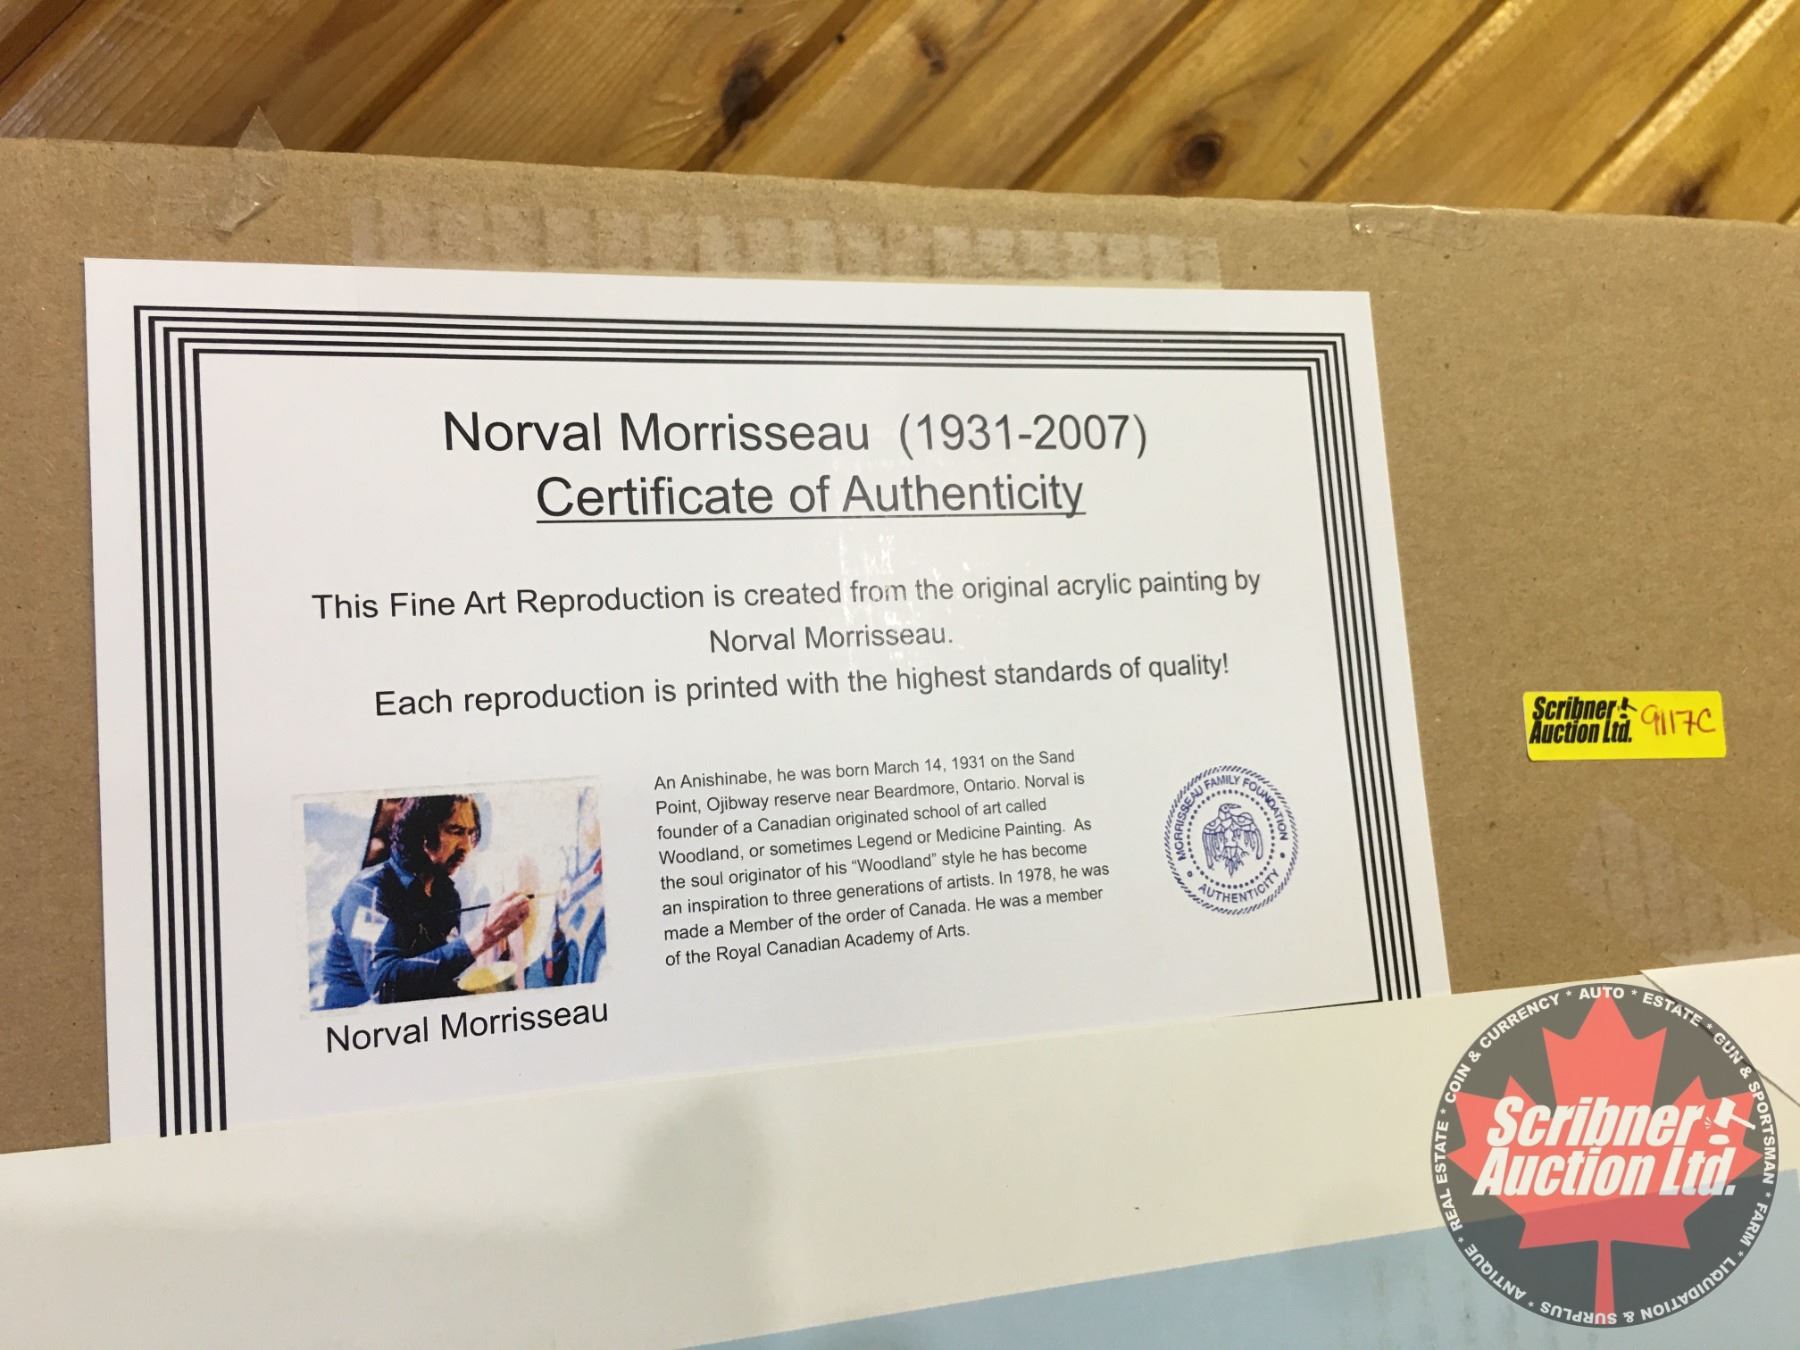 Norval Morrisseau (1931-2007)
Certificate of Authenticity
This Fine Art Reproduction is created from the original acrylic painting by
Norval Morrisseau.
Each reproduction is printed with the highest standards of quality!
An Anishinabe, he was born March 14, 1931 on the Sand
Point, Ojibway reserve near Beardmore, Ontario. Norval is
founder of a Canadian originated school of art called
Woodland, or sometimes Legend or Medicine Painting. As
the soul originator of his “Woodland” style he has become
an inspiration to three generations of artists. In 1978, he was
made a Member of the order of Canada. He was a member
of the Royal Canadian Academy of Arts.
Norval Morrisseau
MORRISSEAU FAMILY FOUNDATION
• AUTHENTICITY •
Scribner
Auction Ltd.
9117C
COIN & CURRENCY * AUTO * ESTATE * GUN & SPORTSMAN * FARM * LIQUIDATION & SURPLUS * ANTIQUE * REAL ESTATE *
Scribner
Auction Ltd.